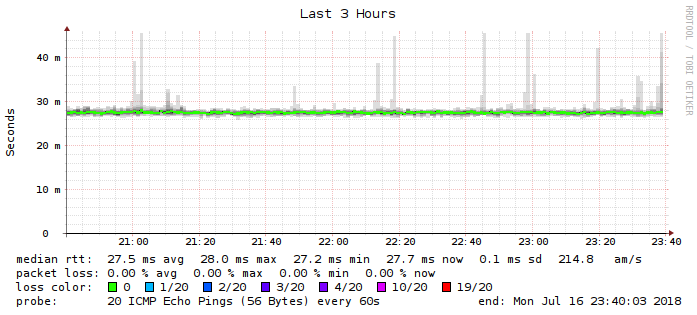 Last 3 Hours
RRDTOOL / TOBI OETIKER
Seconds
40 m
30 m
20 m
10 m
0
21:00 21:20 21:40 22:00 22:20 22:40 23:00 23:20 23:40
median rtt: 27.5 ms avg 28.0 ms max 27.2 ms min 27.7 ms now 0.1 ms sd 214.8 am/s
packet loss: 0.00 % avg 0.00 % max 0.00 % min 0.00 % now
loss color: 0 1/20 2/20 3/20 4/20 10/20 19/20
probe: 20 ICMP Echo Pings (56 Bytes) every 60s end: Mon Jul 16 23:40:03 2018